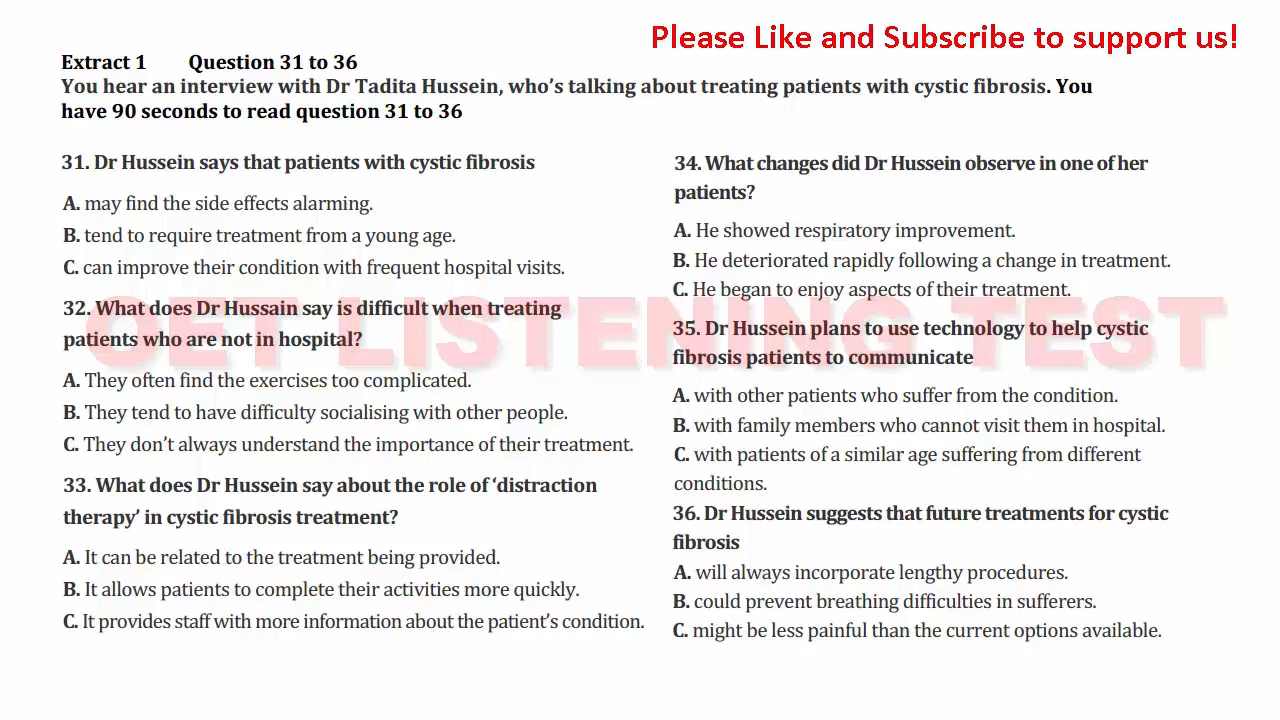 Please Like and Subscribe to support us!
Extract 1 Question 31 to 36
You hear an interview with Dr Tadita Hussein, who's talking about treating patients with cystic fibrosis. You
have 90 seconds to read question 31 to 36
31. Dr Hussein says that patients with cystic fibrosis
A. may find the side effects alarming.
B. tend to require treatment from a young age.
C. can improve their condition with frequent hospital visits.
32. What does Dr Hussain say is difficult when treating
patients who are not in hospital?
A. They often find the exercises too complicated.
B. They tend to have difficulty socialising with other people.
C. They don't always understand the importance of their treatment.
33. What does Dr Hussein say about the role of 'distraction
therapy' in cystic fibrosis treatment?
A. It can be related to the treatment being provided.
B. It allows patients to complete their activities more quickly.
C. It provides staff with more information about the patient's condition.
34. What changes did Dr Hussein observe in one of her
patients?
A. He showed respiratory improvement.
B. He deteriorated rapidly following a change in treatment.
C. He began to enjoy aspects of their treatment.
35. Dr Hussein plans to use technology to help cystic
fibrosis patients to communicate
A. with other patients who suffer from the condition.
B. with family members who cannot visit them in hospital.
C. with patients of a similar age suffering from different
conditions.
36. Dr Hussein suggests that future treatments for cystic
fibrosis
A. will always incorporate lengthy procedures.
B. could prevent breathing difficulties in sufferers.
C. might be less painful than the current options available.
OET LISTENING TEST